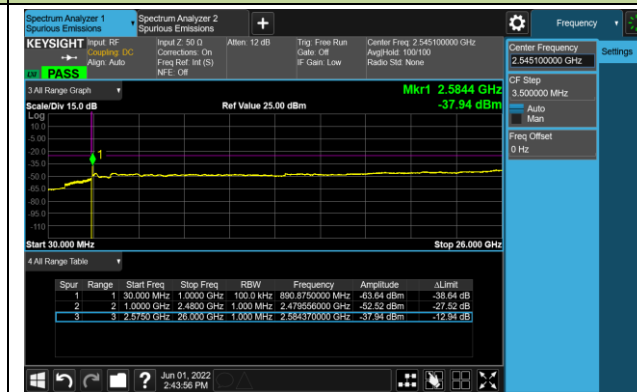 Spectrum Analyzer 1
Spurious Emissions
Spectrum Analyzer 2
Spurious Emissions
+
Frequency
KEYSIGHT
Input: RF
Coupling: DC
Align: Auto
Input Z: 50 Ω
Corrections: On
Freq Ref: Int (S)
NFE: Off
Atten: 12 dB
Trig: Free Run
Gate: Off
IF Gain: Low
Center Freq: 2.545100000 GHz
Avg|Hold: 100/100
Radio Std: None
PASS
Center Frequency
2.545100000 GHz
Settings
CF Step
3.500000 MHz
Auto
Man
Freq Offset
0 Hz
3 All Range Graph
Mkr1 2.5844 GHz
Scale/Div 15.0 dB
Ref Value 25.00 dBm
-37.94 dBm
Log
10.0
-5.00
-20.0
-35.0
-50.0
-65.0
-80.0
-95.0
-110
1
Start 30.000 MHz
Stop 26.000 GHz
4 All Range Table
Spur Range Start Freq Stop Freq RBW Frequency Amplitude ΔLimit
1 1 30.000 MHz 1.0000 GHz 100.0 kHz 890.8750000 MHz -63.64 dBm -38.64 dB
2 2 1.0000 GHz 2.4800 GHz 1.000 MHz 2.479556000 GHz -52.52 dBm -27.52 dB
3 3 2.5750 GHz 26.000 GHz 1.000 MHz 2.584370000 GHz -37.94 dBm -12.94 dB
?
Jun 01, 2022
2:43:56 PM